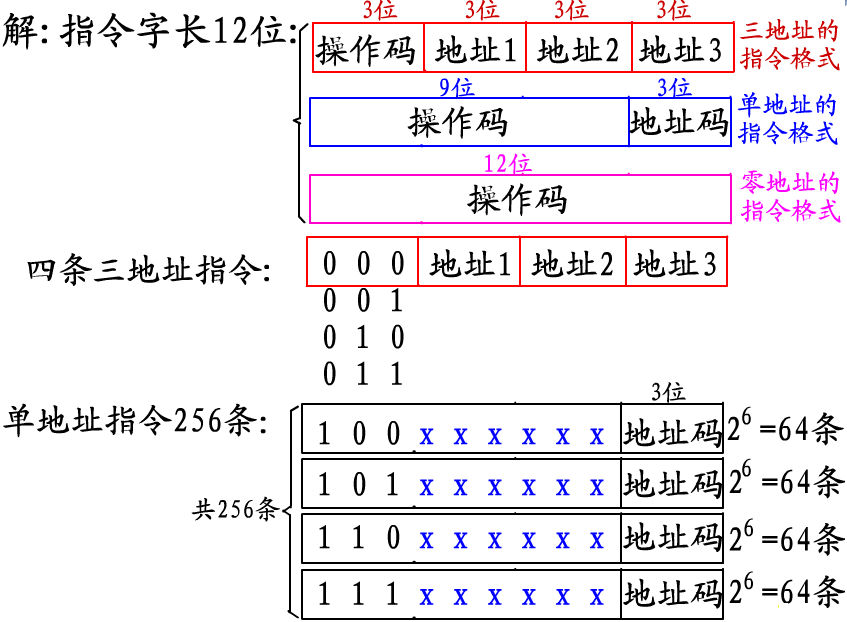 3位 3位 3位 3位
解: 指令字长12位: 操作码 地址1 地址2 地址3 三地址的
指令格式
9位 3位
操作码 地址码 单地址的
指令格式
12位
操作码 零地址的
指令格式
四条三地址指令: 0 0 0 地址1 地址2 地址3
0 0 1
0 1 0
0 1 1
3位
单地址指令256条: 1 0 0 x x x x x x 地址码 2⁶=64条
1 0 1 x x x x x x 地址码 2⁶=64条
共256条
1 1 0 x x x x x x 地址码 2⁶=64条
1 1 1 x x x x x x 地址码 2⁶=64条